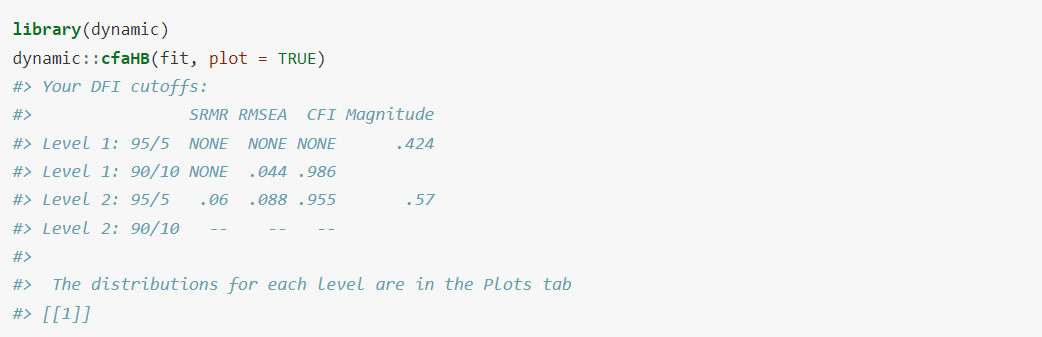 library(dynamic)
dynamic::cfaHB(fit, plot = TRUE)
#> Your DFI cutoffs:
#>                SRMR RMSEA  CFI Magnitude
#> Level 1: 95/5  NONE  NONE NONE      .424
#> Level 1: 90/10 NONE  .044 .986
#> Level 2: 95/5   .06  .088 .955       .57
#> Level 2: 90/10   --    --   --
#>
#>  The distributions for each level are in the Plots tab
#> [[1]]